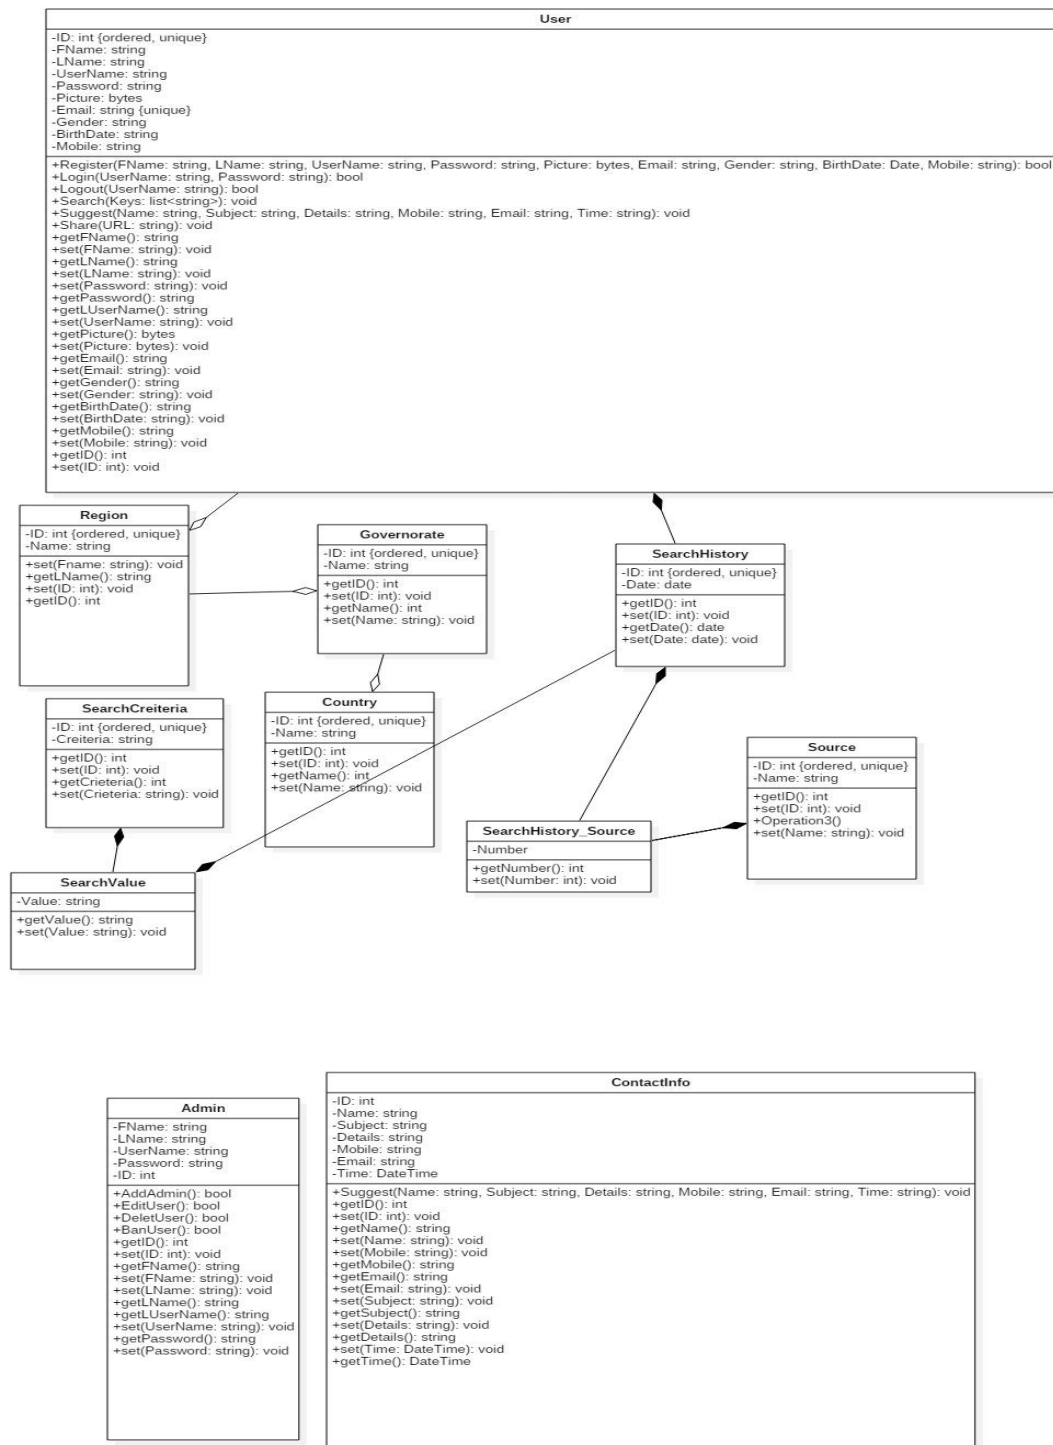 User
-ID: int {ordered, unique}
-FName: string
-LName: string
-UserName: string
-Password: string
-Picture: bytes
-Email: string {unique}
-Gender: string
-BirthDate: string
-Mobile: string
+Register(FName: string, LName: string, UserName: string, Password: string, Picture: bytes, Email: string, Gender: string, BirthDate: Date, Mobile: string): bool
+Login(UserName: string, Password: string): bool
+Logout(UserName: string): bool
+Search(Keys: list<string>): void
+Suggest(Name: string, Subject: string, Details: string, Mobile: string, Email: string, Time: string): void
+Share(URL: string): void
+getFName(): string
+set(FName: string): void
+getLName(): string
+set(LName: string): void
+set(Password: string): void
+getPassword(): string
+getLUserName(): string
+set(UserName: string): void
+getPicture(): bytes
+set(Picture: bytes): void
+getEmail(): string
+set(Email: string): void
+getGender(): string
+set(Gender: string): void
+getBirthDate(): string
+set(BirthDate: string): void
+getMobile(): string
+set(Mobile: string): void
+getID(): int
+set(ID: int): void
Region
-ID: int {ordered, unique}
-Name: string
+set(Fname: string): void
+getLName(): string
+set(ID: int): void
+getID(): int
Governorate
-ID: int {ordered, unique}
-Name: string
+getID(): int
+set(ID: int): void
+getName(): int
+set(Name: string): void
SearchHistory
-ID: int {ordered, unique}
-Date: date
+getID(): int
+set(ID: int): void
+getDate(): date
+set(Date: date): void
SearchCreiteria
-ID: int {ordered, unique}
-Creiteria: string
+getID(): int
+set(ID: int): void
+getCrieteria(): int
+set(Crieteria: string): void
Country
-ID: int {ordered, unique}
-Name: string
+getID(): int
+set(ID: int): void
+getName(): int
+set(Name: string): void
Source
-ID: int {ordered, unique}
-Name: string
+getID(): int
+set(ID: int): void
+Operation3()
+set(Name: string): void
SearchHistory_Source
-Number
+getNumber(): int
+set(Number: int): void
SearchValue
-Value: string
+getValue(): string
+set(Value: string): void
Admin
-FName: string
-LName: string
-UserName: string
-Password: string
-ID: int
+AddAdmin(): bool
+EditUser(): bool
+DeletUser(): bool
+BanUser(): bool
+getID(): int
+set(ID: int): void
+getFName(): string
+set(FName: string): void
+set(LName: string): void
+getLName(): string
+getLUserName(): string
+set(UserName: string): void
+getPassword(): string
+set(Password: string): void
ContactInfo
-ID: int
-Name: string
-Subject: string
-Details: string
-Mobile: string
-Email: string
-Time: DateTime
+Suggest(Name: string, Subject: string, Details: string, Mobile: string, Email: string, Time: string): void
+getID(): int
+set(ID: int): void
+getName(): string
+set(Name: string): void
+set(Mobile: string): void
+getMobile(): string
+getEmail(): string
+set(Email: string): void
+set(Subject: string): void
+getSubject(): string
+set(Details: string): void
+getDetails(): string
+set(Time: DateTime): void
+getTime(): DateTime